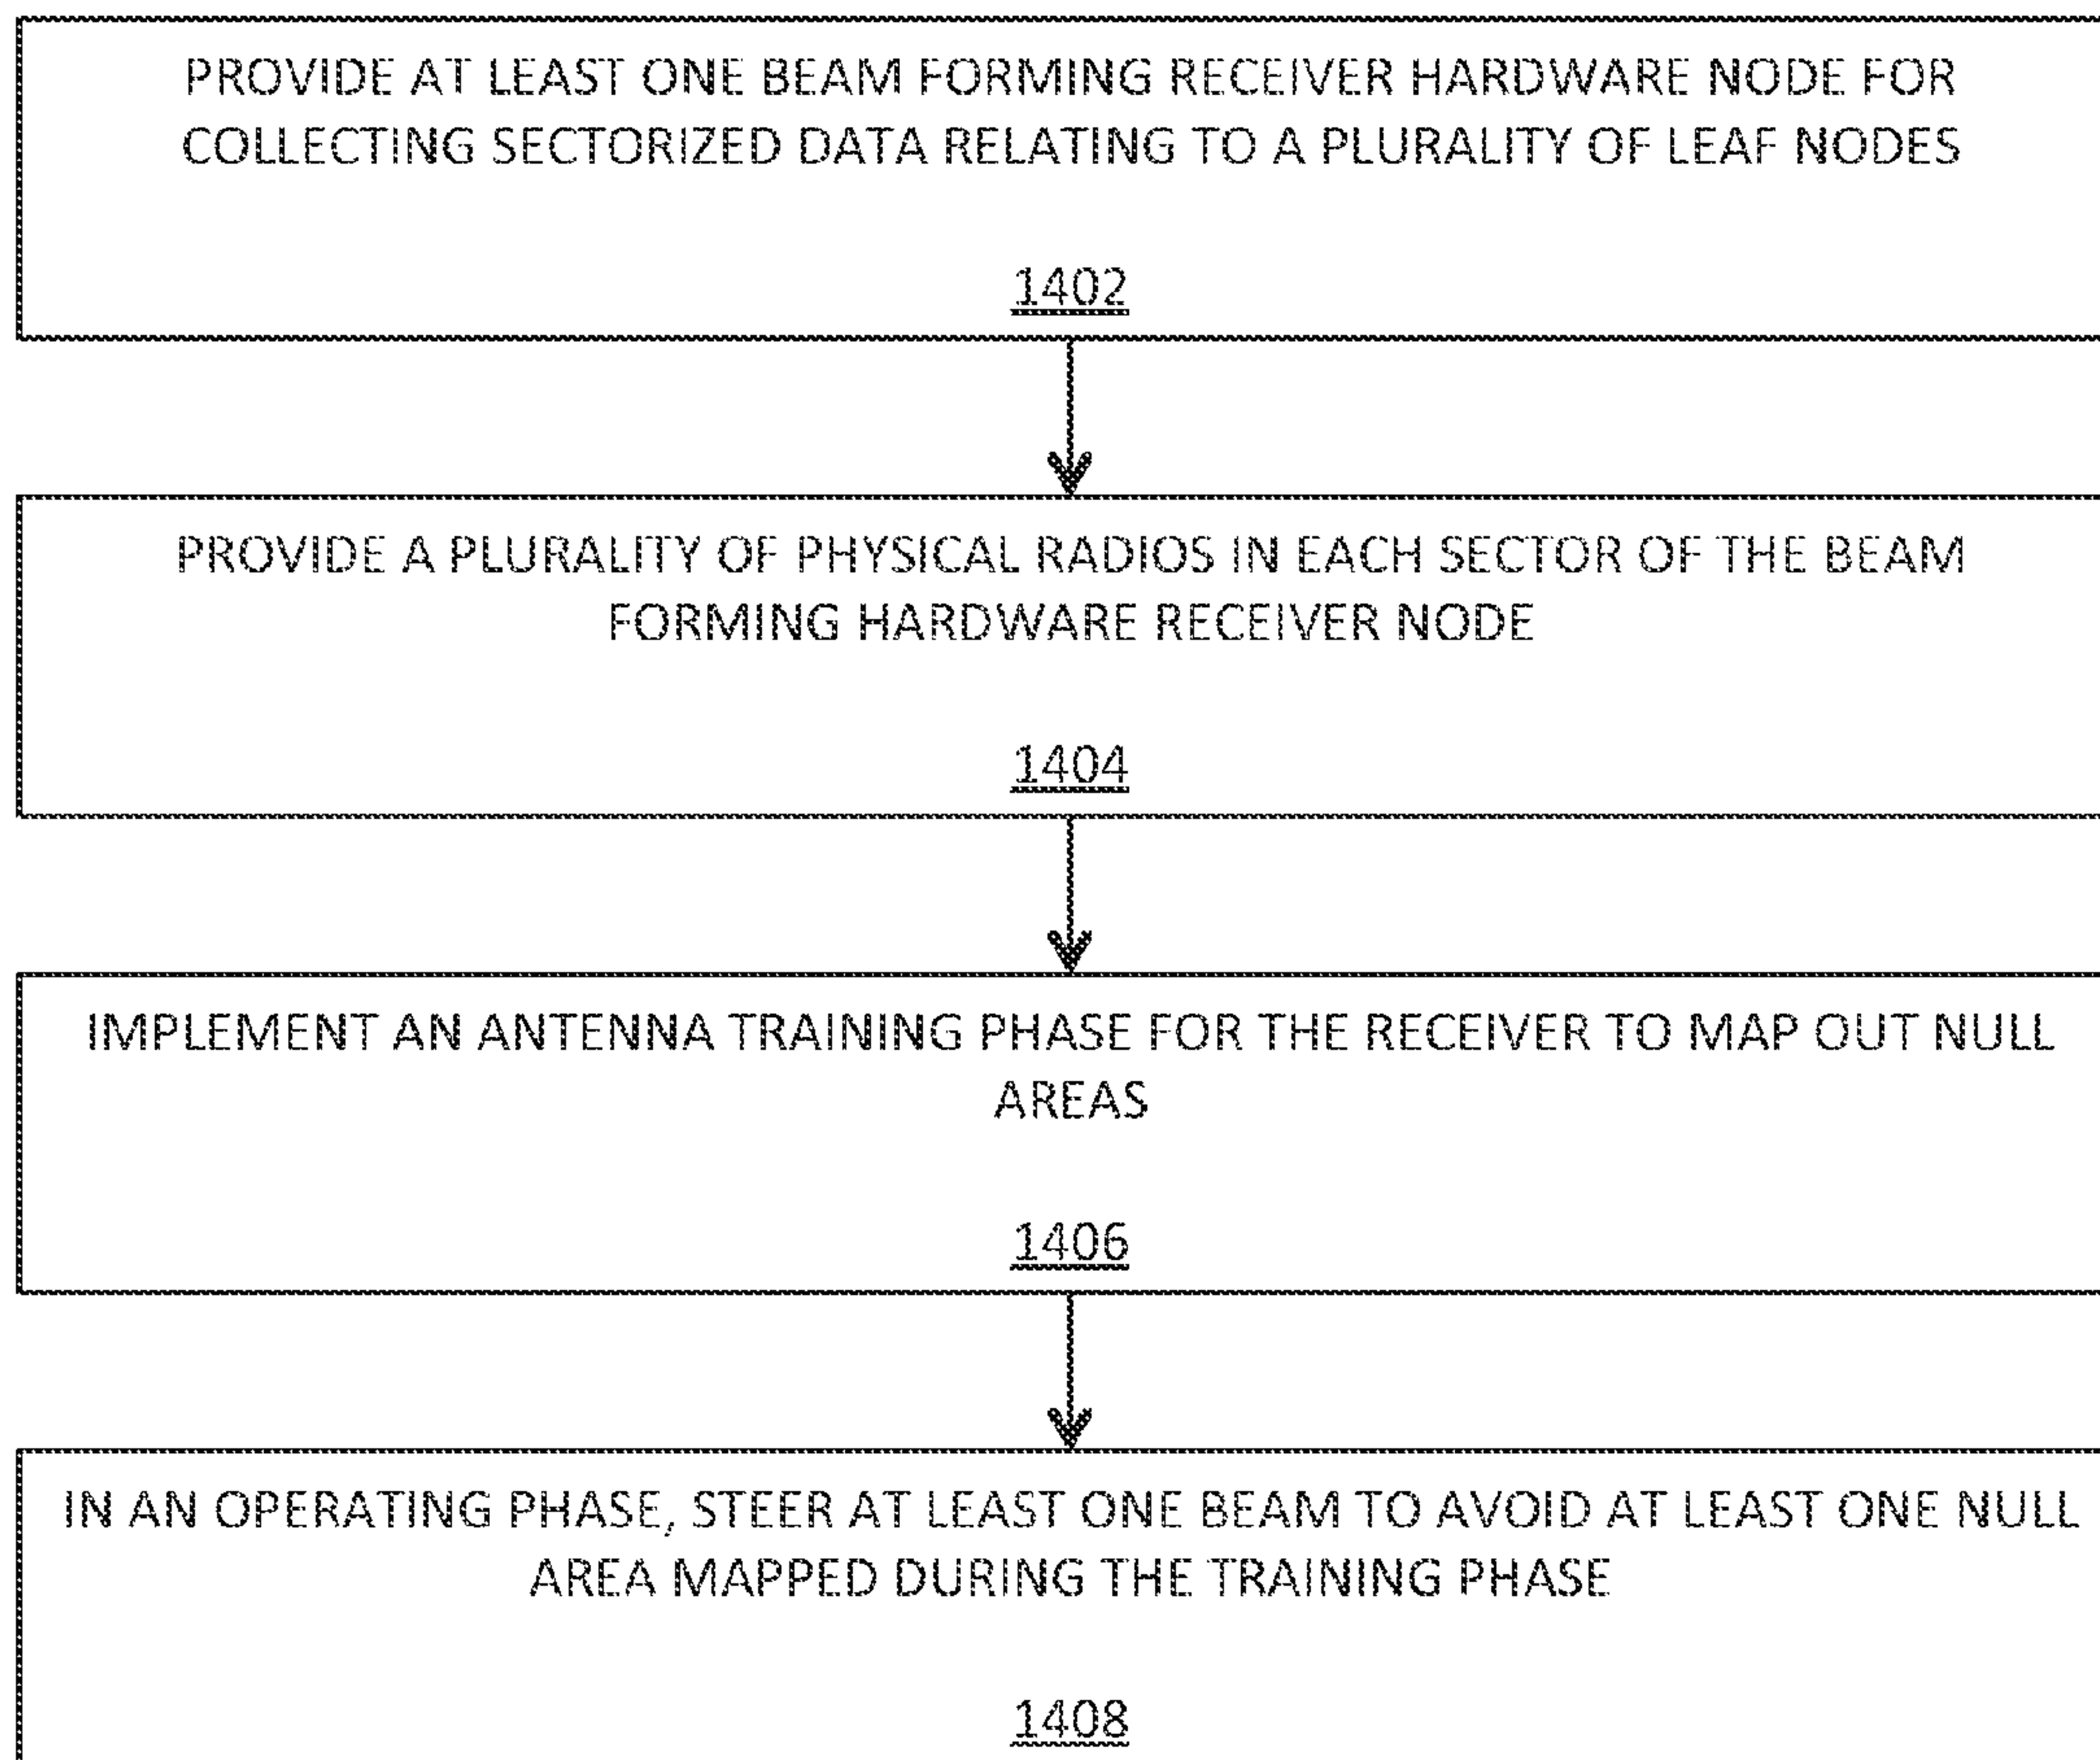 PROVIDE AT LEAST ONE BEAM FORMING RECEIVER HARDWARE NODE FOR
COLLECTING SECTORIZED DATA RELATING TO A PLURALITY OF LEAF NODES
1402
PROVIDE A PLURALITY OF PHYSICAL RADIOS IN EACH SECTOR OF THE BEAM
FORMING HARDWARE RECEIVER NODE
1404
IMPLEMENT AN ANTENNA TRAINING PHASE FOR THE RECEIVER TO MAP OUT NULL
AREAS
1406
IN AN OPERATING PHASE, STEER AT LEAST ONE BEAM TO AVOID AT LEAST ONE NULL
AREA MAPPED DURING THE TRAINING PHASE
1408